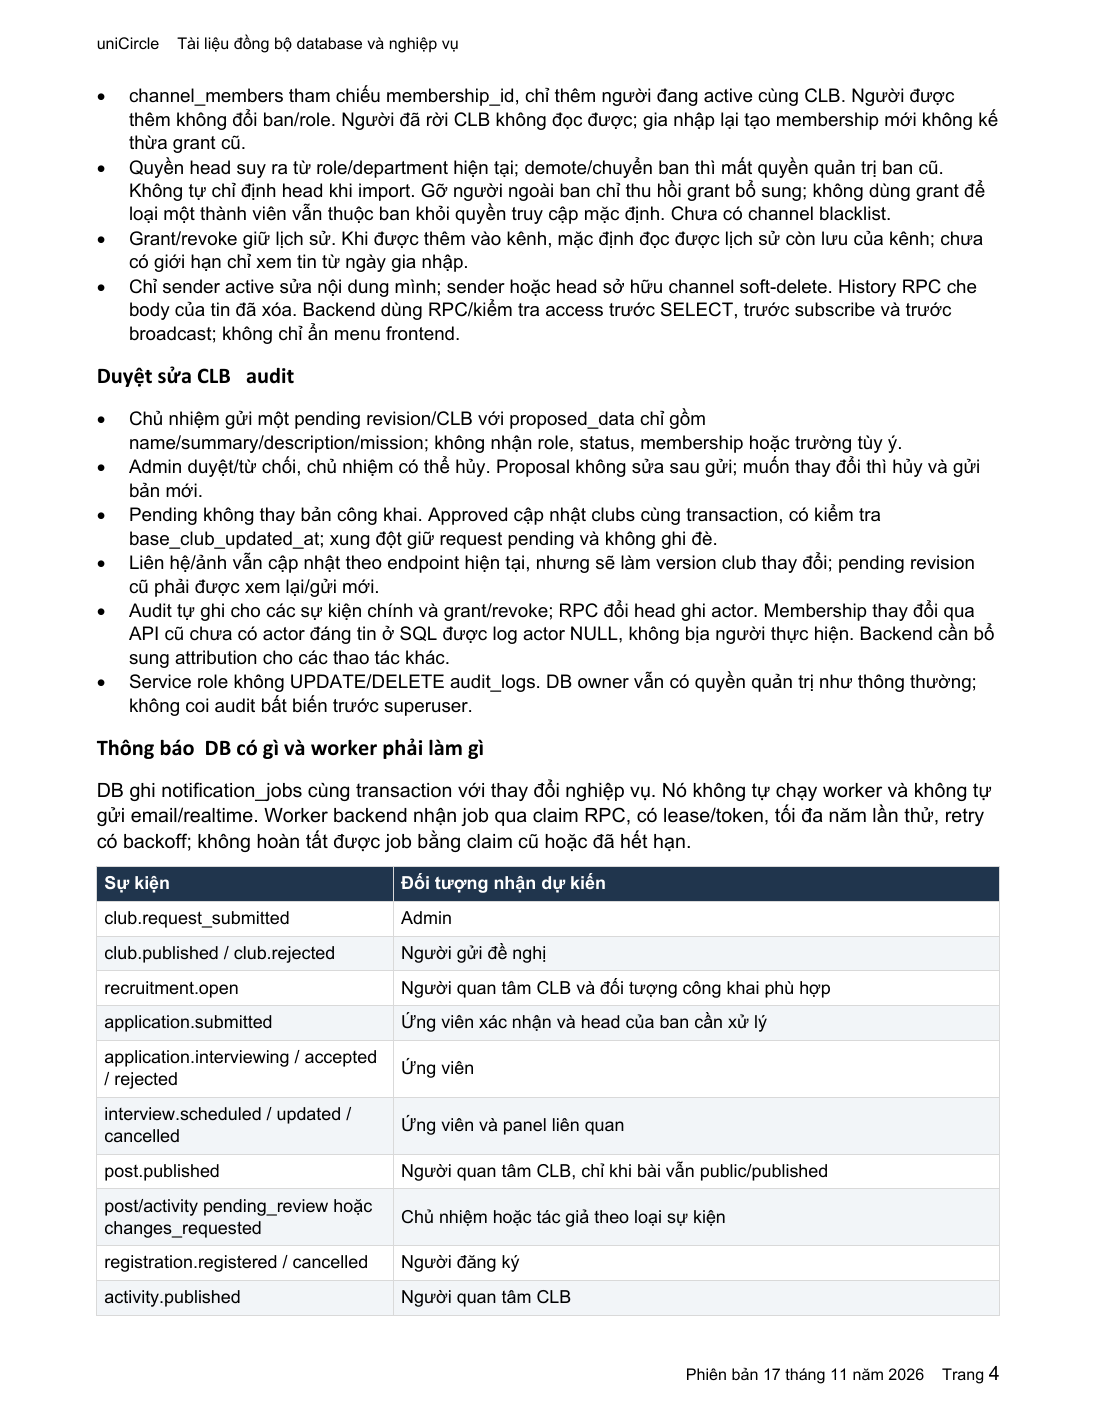 uniCircle Tài liệu đồng bộ database và nghiệp vụ
• channel_members tham chiếu membership_id, chỉ thêm người đang active cùng CLB. Người được
thêm không đổi ban/role. Người đã rời CLB không đọc được; gia nhập lại tạo membership mới không kế
thừa grant cũ.
• Quyền head suy ra từ role/department hiện tại; demote/chuyển ban thì mất quyền quản trị ban cũ.
Không tự chỉ định head khi import. Gỡ người ngoài ban chỉ thu hồi grant bổ sung; không dùng grant để
loại một thành viên vẫn thuộc ban khỏi quyền truy cập mặc định. Chưa có channel blacklist.
• Grant/revoke giữ lịch sử. Khi được thêm vào kênh, mặc định đọc được lịch sử còn lưu của kênh; chưa
có giới hạn chỉ xem tin từ ngày gia nhập.
• Chỉ sender active sửa nội dung mình; sender hoặc head sở hữu channel soft-delete. History RPC che
body của tin đã xóa. Backend dùng RPC/kiểm tra access trước SELECT, trước subscribe và trước
broadcast; không chỉ ẩn menu frontend.
Duyệt sửa CLB audit
• Chủ nhiệm gửi một pending revision/CLB với proposed_data chỉ gồm
name/summary/description/mission; không nhận role, status, membership hoặc trường tùy ý.
• Admin duyệt/từ chối, chủ nhiệm có thể hủy. Proposal không sửa sau gửi; muốn thay đổi thì hủy và gửi
bản mới.
• Pending không thay bản công khai. Approved cập nhật clubs cùng transaction, có kiểm tra
base_club_updated_at; xung đột giữ request pending và không ghi đè.
• Liên hệ/ảnh vẫn cập nhật theo endpoint hiện tại, nhưng sẽ làm version club thay đổi; pending revision
cũ phải được xem lại/gửi mới.
• Audit tự ghi cho các sự kiện chính và grant/revoke; RPC đổi head ghi actor. Membership thay đổi qua
API cũ chưa có actor đáng tin ở SQL được log actor NULL, không bịa người thực hiện. Backend cần bổ
sung attribution cho các thao tác khác.
• Service role không UPDATE/DELETE audit_logs. DB owner vẫn có quyền quản trị như thông thường;
không coi audit bất biến trước superuser.
Thông báo DB có gì và worker phải làm gì
DB ghi notification_jobs cùng transaction với thay đổi nghiệp vụ. Nó không tự chạy worker và không tự
gửi email/realtime. Worker backend nhận job qua claim RPC, có lease/token, tối đa năm lần thử, retry
có backoff; không hoàn tất được job bằng claim cũ hoặc đã hết hạn.
Sự kiện Đối tượng nhận dự kiến
club.request_submitted Admin
club.published / club.rejected Người gửi đề nghị
recruitment.open Người quan tâm CLB và đối tượng công khai phù hợp
application.submitted Ứng viên xác nhận và head của ban cần xử lý
application.interviewing / accepted
/ rejected Ứng viên
interview.scheduled / updated /
cancelled Ứng viên và panel liên quan
post.published Người quan tâm CLB, chỉ khi bài vẫn public/published
post/activity pending_review hoặc
changes_requested Chủ nhiệm hoặc tác giả theo loại sự kiện
registration.registered / cancelled Người đăng ký
activity.published Người quan tâm CLB
Phiên bản 17 tháng 11 năm 2026 Trang 4